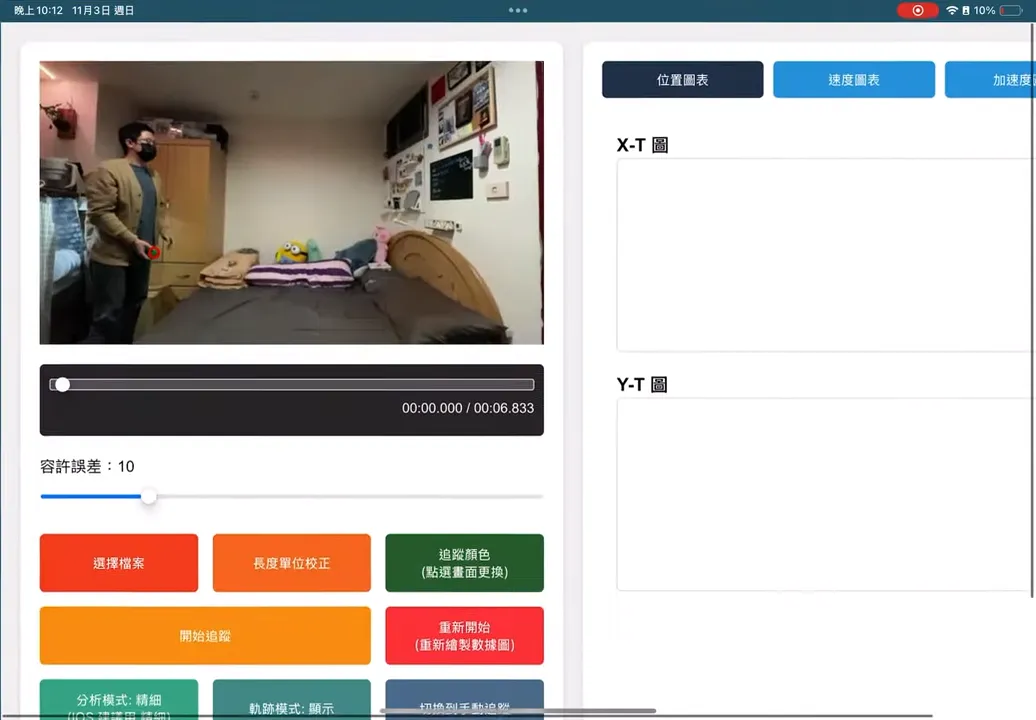 晚上10:12 11月3日 週日
10%
位置圖表
速度圖表
加速度
X-T 圖
Y-T 圖
00:00.000 / 00:06.833
容許誤差：10
選擇檔案
長度單位校正
追蹤顏色
(點選畫面更換)
開始追蹤
重新開始
(重新繪製數據圖)
分析模式: 精細
(iOS 建議用 精細)
軌跡模式: 顯示
切換到手動追蹤